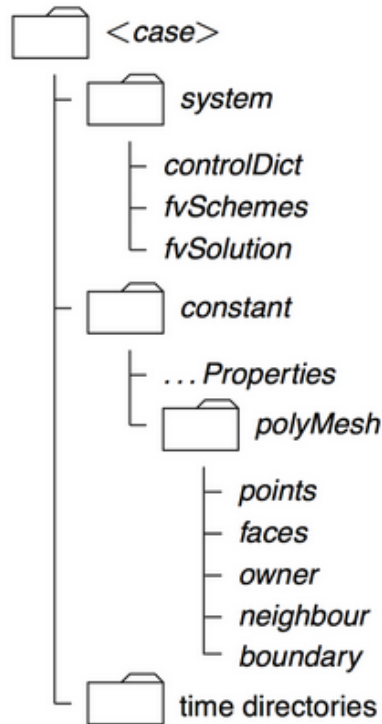 <case>
system
controlDict
fvSchemes
fvSolution
constant
...Properties
polyMesh
points
faces
owner
neighbour
boundary
time directories